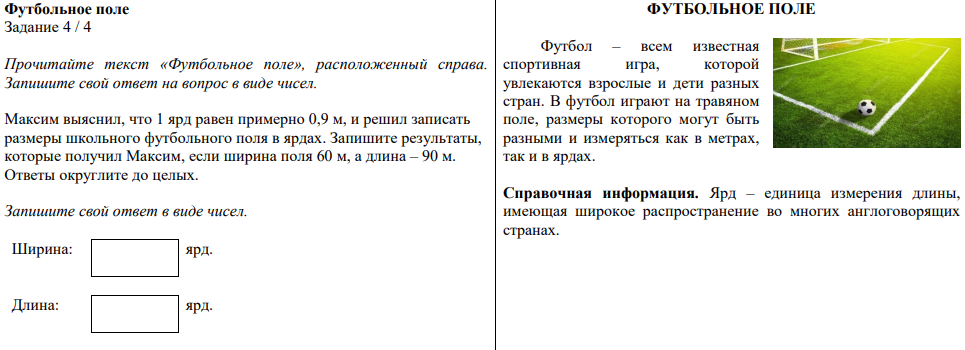 Футбольное поле
Задание 4 / 4
Прочитайте текст «Футбольное поле», расположенный справа.
Запишите свой ответ на вопрос в виде чисел.
Максим выяснил, что 1 ярд равен примерно 0,9 м, и решил записать
размеры школьного футбольного поля в ярдах. Запишите результаты,
которые получил Максим, если ширина поля 60 м, а длина – 90 м.
Ответы округлите до целых.
Запишите свой ответ в виде чисел.
Ширина: ярд.
Длина: ярд.
ФУТБОЛЬНОЕ ПОЛЕ
Футбол – всем известная
спортивная игра, которой
увлекаются взрослые и дети разных
стран. В футбол играют на травяном
поле, размеры которого могут быть
разными и измеряться как в метрах,
так и в ярдах.
Справочная информация. Ярд – единица измерения длины,
имеющая широкое распространение во многих англоговорящих
странах.